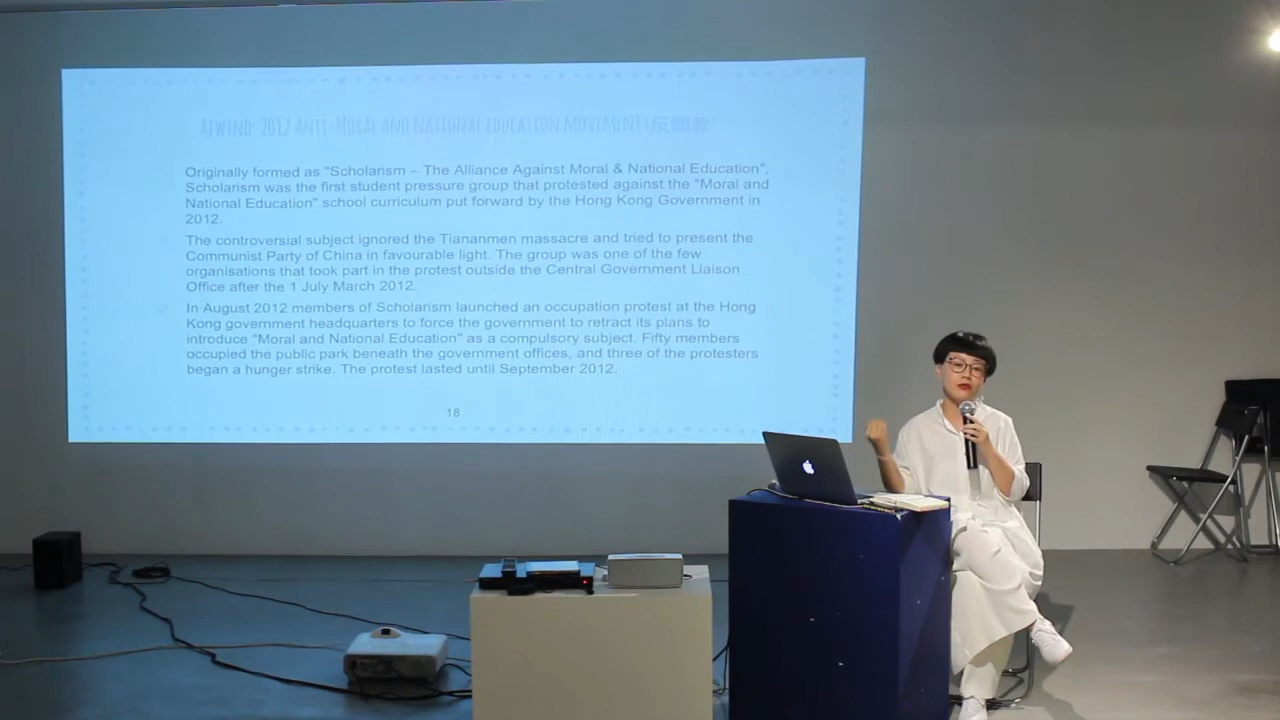 Rewind: 2012 Anti-Moral and national education movement (反國教)
Originally formed as "Scholarism – The Alliance Against Moral & National Education",
Scholarism was the first student pressure group that protested against the "Moral and
National Education" school curriculum put forward by the Hong Kong Government in
2012.
The controversial subject ignored the Tiananmen massacre and tried to present the
Communist Party of China in favourable light. The group was one of the few
organisations that took part in the protest outside the Central Government Liaison
Office after the 1 July March 2012.
In August 2012 members of Scholarism launched an occupation protest at the Hong
Kong government headquarters to force the government to retract its plans to
introduce "Moral and National Education" as a compulsory subject. Fifty members
occupied the public park beneath the government offices, and three of the protesters
began a hunger strike. The protest lasted until September 2012.
18